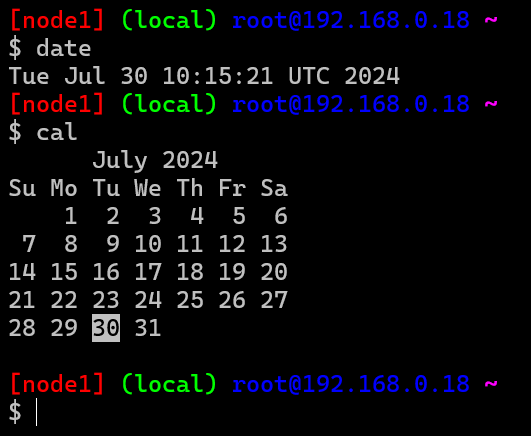 [node1] (local) root@192.168.0.18 ~
$ date
Tue Jul 30 10:15:21 UTC 2024
[node1] (local) root@192.168.0.18 ~
$ cal
      July 2024
Su Mo Tu We Th Fr Sa
    1  2  3  4  5  6
 7  8  9 10 11 12 13
14 15 16 17 18 19 20
21 22 23 24 25 26 27
28 29 30 31
[node1] (local) root@192.168.0.18 ~
$